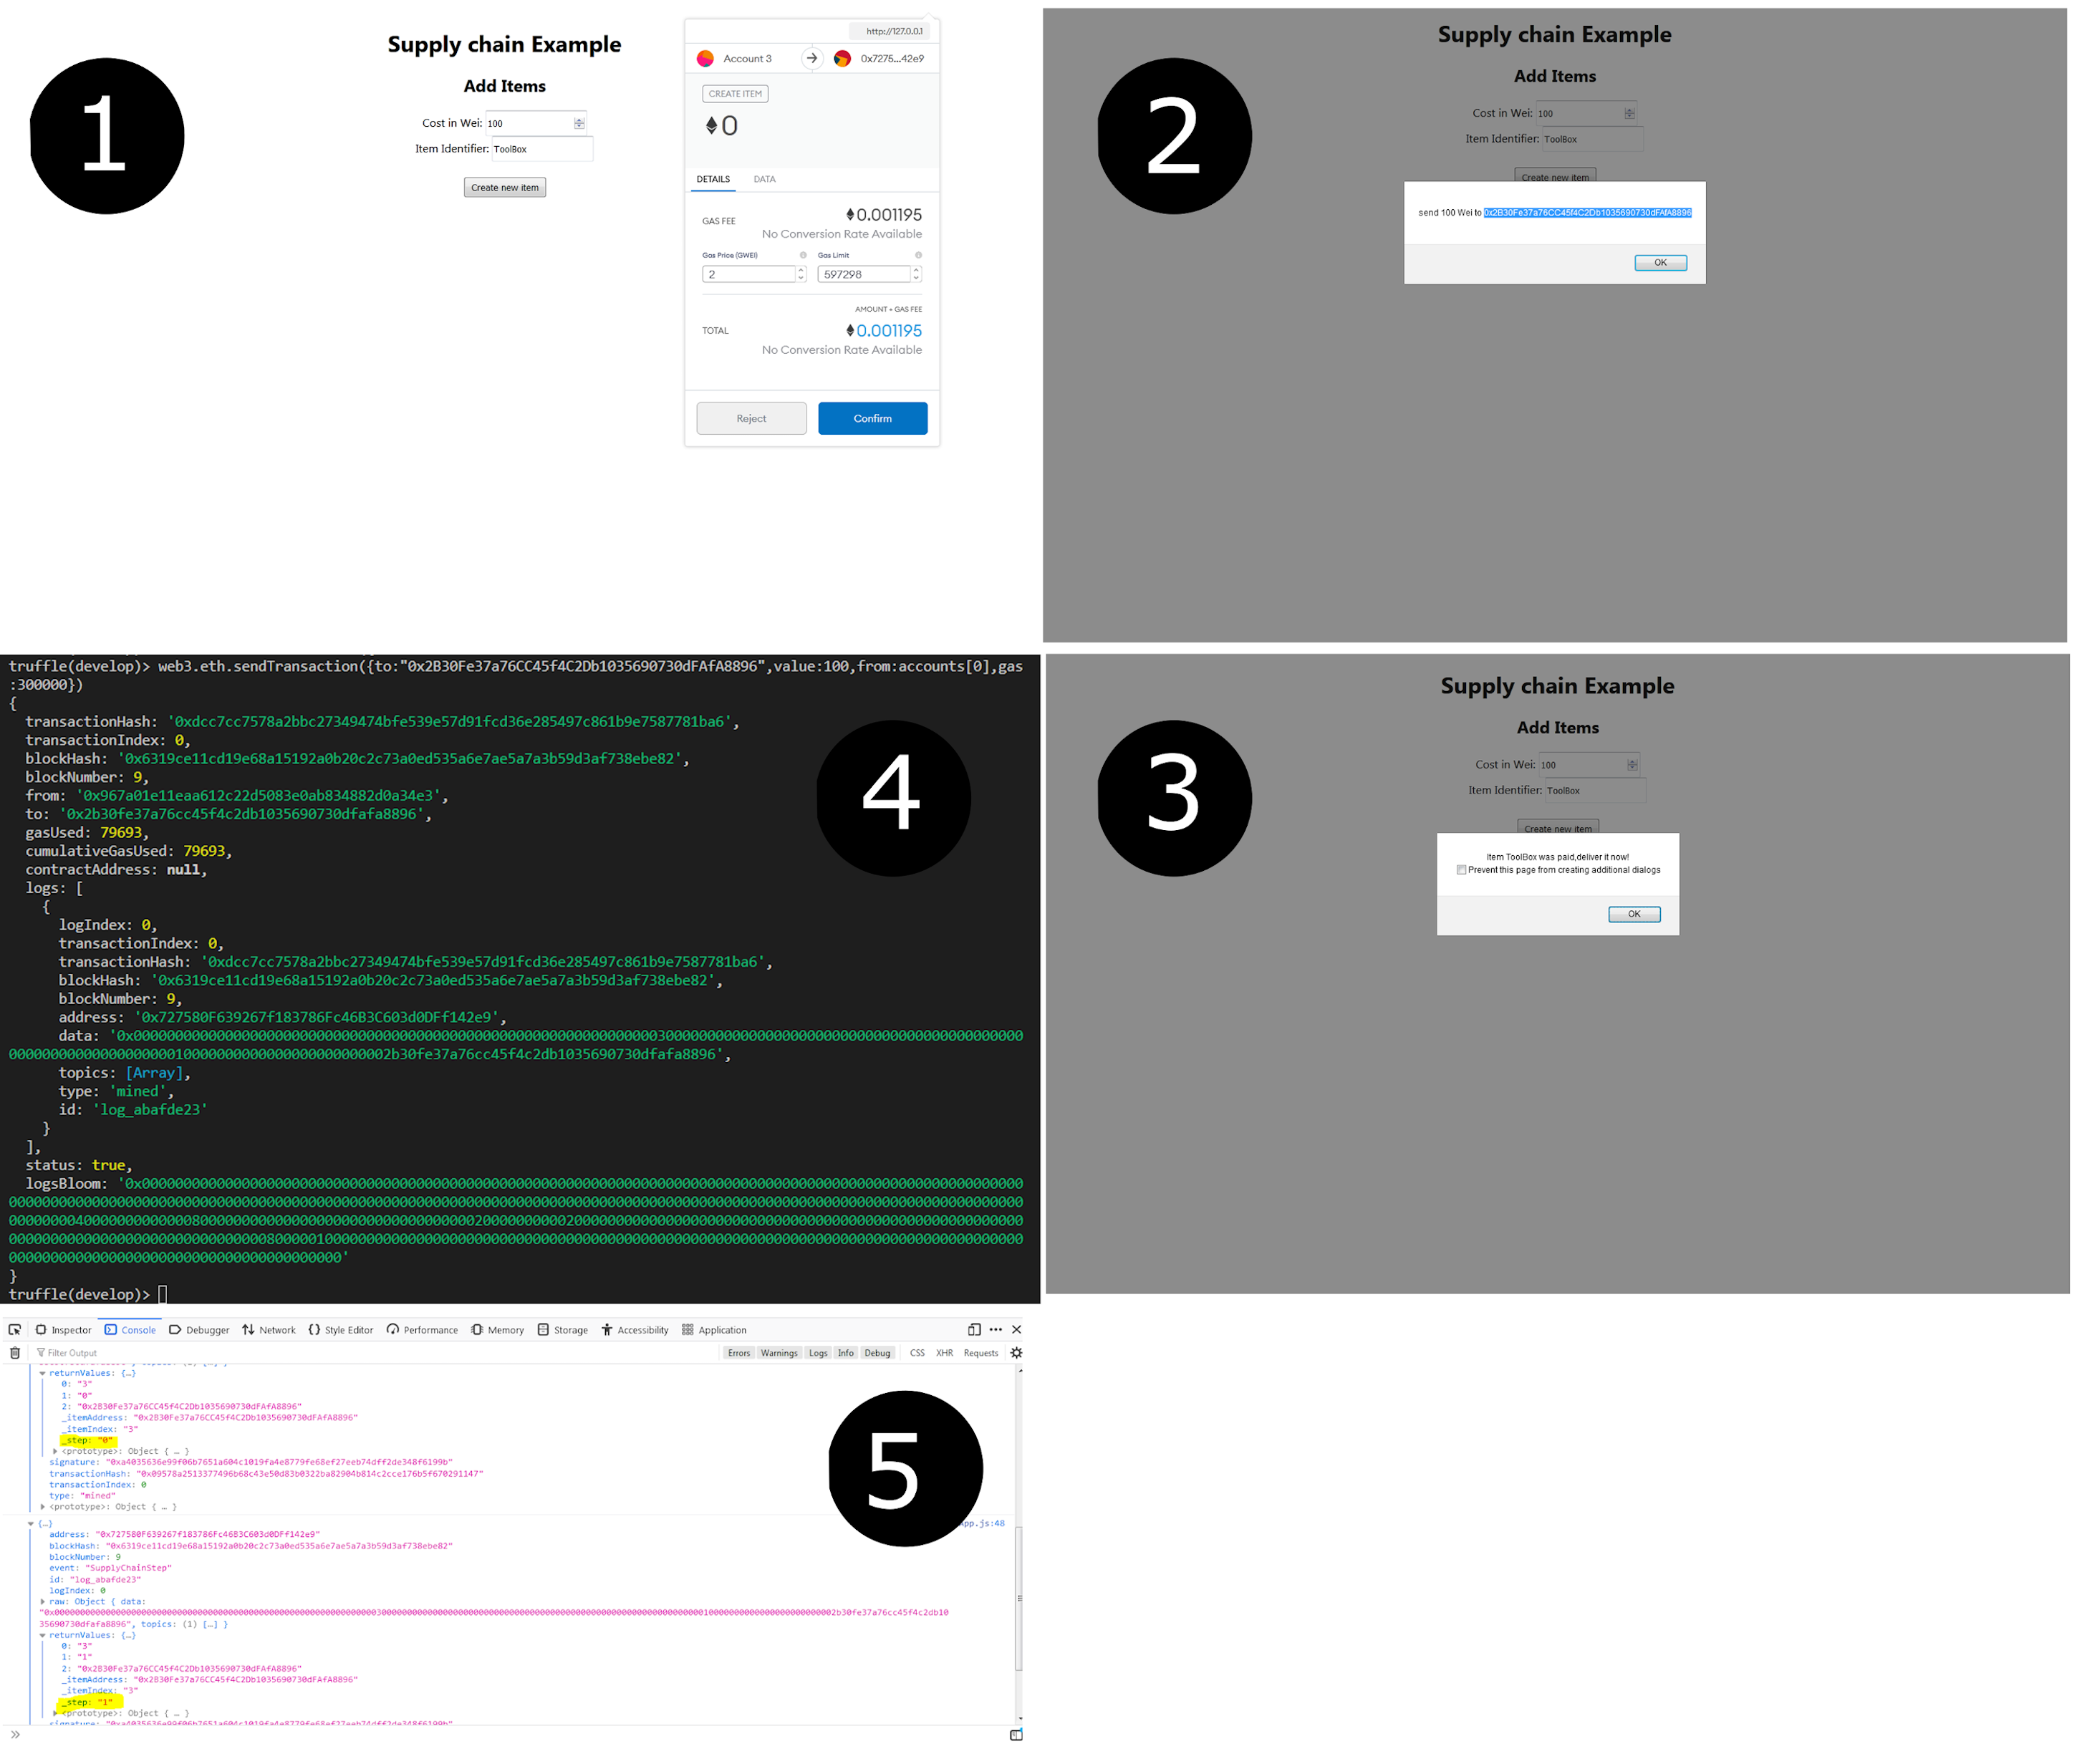 1
Supply chain Example
Add Items
Cost in Wei: 100
Item Identifier: ToolBox
Create new item
http://127.0.0.1
Account 3
0x7275...42e9
CREATE ITEM
0
DETAILS DATA
GAS FEE 0.001195
No Conversion Rate Available
Gas Price (GWEI) Gas Limit
2 597298
AMOUNT + GAS FEE
TOTAL 0.001195
No Conversion Rate Available
Reject Confirm
2
Supply chain Example
Add Items
Cost in Wei: 100
Item Identifier: ToolBox
Create new item
send 100 Wei to 0x2B30Fe37a76CC45f4C2Db1035690730dFAfA8896
OK
truffle(develop)> web3.eth.sendTransaction({to:"0x2B30Fe37a76CC45f4C2Db1035690730dFAfA8896",value:100,from:accounts[0],gas
:300000})
{
transactionHash: '0xdcc7cc7578a2bbc27349474bfe539e57d91fcd36e285497c861b9e7587781ba6',
transactionIndex: 0,
blockHash: '0x6319ce11cd19e68a15192a0b20c2c73a0ed535a6e7ae5a7a3b59d3af738ebe82',
blockNumber: 9,
from: '0x967a01e11eaa612c22d5083e0ab834882d0a34e3',
to: '0x2b30fe37a76cc45f4c2db1035690730dfafa8896',
gasUsed: 79693,
cumulativeGasUsed: 79693,
contractAddress: null,
logs: [
{
logIndex: 0,
transactionIndex: 0,
transactionHash: '0xdcc7cc7578a2bbc27349474bfe539e57d91fcd36e285497c861b9e7587781ba6',
blockHash: '0x6319ce11cd19e68a15192a0b20c2c73a0ed535a6e7ae5a7a3b59d3af738ebe82',
blockNumber: 9,
address: '0x727580F639267f183786Fc46B3C603d0DFf142e9',
data:
topics: [Array],
type: 'mined',
id: 'log_abafde23'
}
],
status: true,
logsBloom:
}
truffle(develop)>
4
3
Supply chain Example
Add Items
Cost in Wei: 100
Item Identifier: ToolBox
Create new item
Item ToolBox was paid,deliver it now!
Prevent this page from creating additional dialogs
OK
Inspector Console Debugger Network {} Style Editor Performance Memory Storage Accessibility Application
Filter Output Errors Warnings Logs Info Debug CSS XHR Requests
returnValues: {…}
0: "3"
1: "0"
2: "0x2B30Fe37a76CC45f4C2Db1035690730dFAfA8896"
_itemAddress: "0x2B30Fe37a76CC45f4C2Db1035690730dFAfA8896"
_itemIndex: "3"
_step: "0"
<prototype>: Object { … }
signature: "0xa4035636e99f06b7651a604c1019fa4e8779fe68ef27eeb74dff2de348f6199b"
transactionHash: "0x09578a2513377496b68c43e50d83b0322ba82904b814c2cce176b5f670291147"
transactionIndex: 0
type: "mined"
<prototype>: Object { … }
5
{…} App.js:48
address: "0x727580F639267f183786Fc46B3C603d0DFf142e9"
blockHash: "0x6319ce11cd19e68a15192a0b20c2c73a0ed535a6e7ae5a7a3b59d3af738ebe82"
blockNumber: 9
event: "SupplyChainStep"
id: "log_abafde23"
logIndex: 0
raw: Object { data:
35690730dfafa8896", topics: (1) […] }
returnValues: {…}
0: "3"
1: "1"
2: "0x2B30Fe37a76CC45f4C2Db1035690730dFAfA8896"
_itemAddress: "0x2B30Fe37a76CC45f4C2Db1035690730dFAfA8896"
_itemIndex: "3"
_step: "1"
<prototype>: Object { … }
signature: "0xa4035636e99f06b7651a604c1019fa4e8779fe68ef27eeb74dff2de348f6199b"